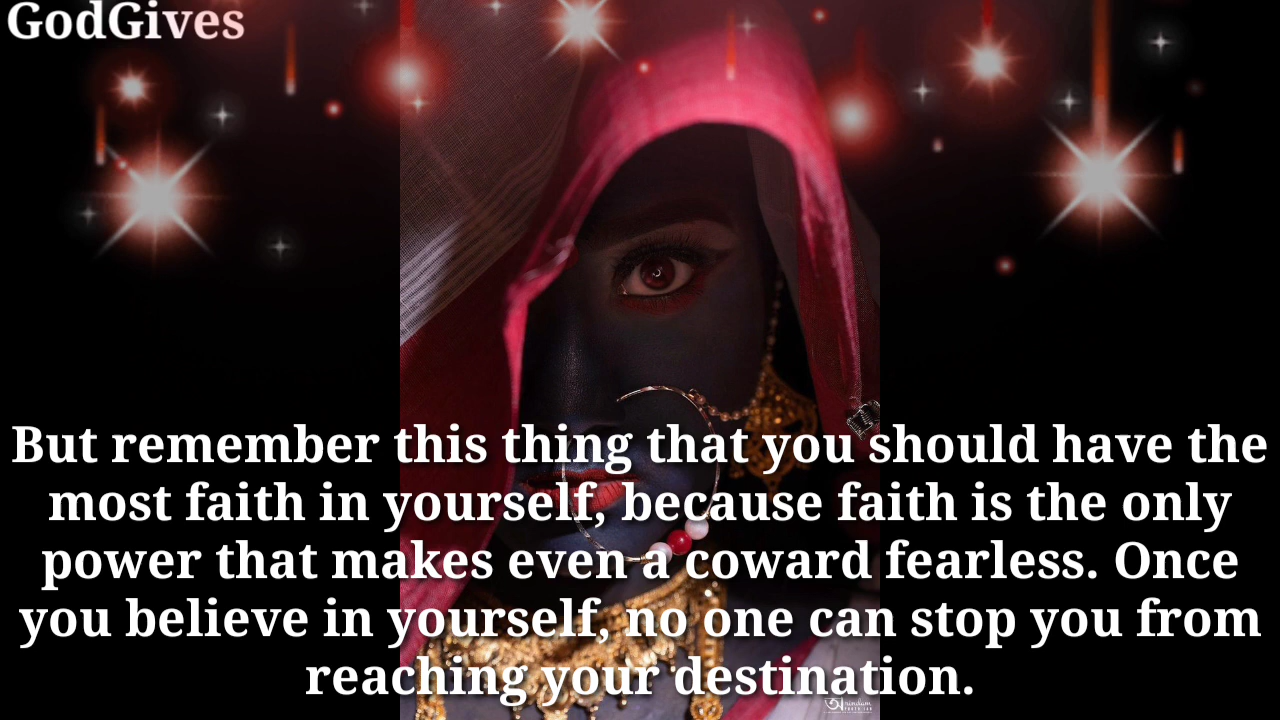 GodGives
But remember this thing that you should have the
most faith in yourself, because faith is the only
power that makes even a coward fearless. Once
you believe in yourself, no one can stop you from
reaching your destination.